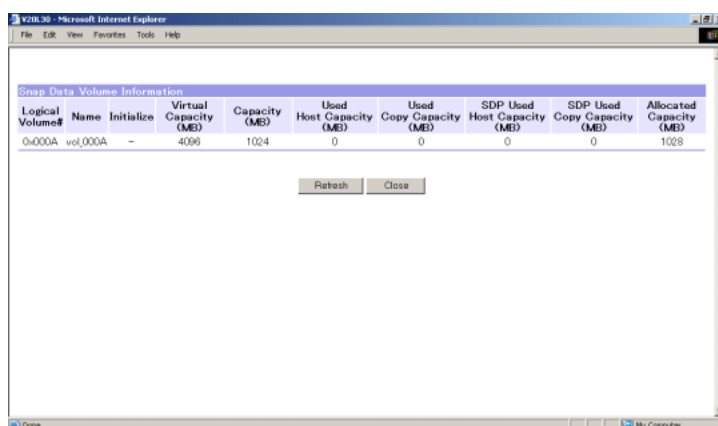 V20L30 - Microsoft Internet Explorer
File Edit View Favorites Tools Help
Snap Data Volume Information
Logical Volume# Name Initialize Virtual Capacity (MB) Capacity (MB) Used Host Capacity (MB) Used Copy Capacity (MB) SDP Used Host Capacity (MB) SDP Used Copy Capacity (MB) Allocated Capacity (MB)
0x000A vol_000A - 4096 1024 0 0 0 0 1028
Refresh Close
Done My Computer